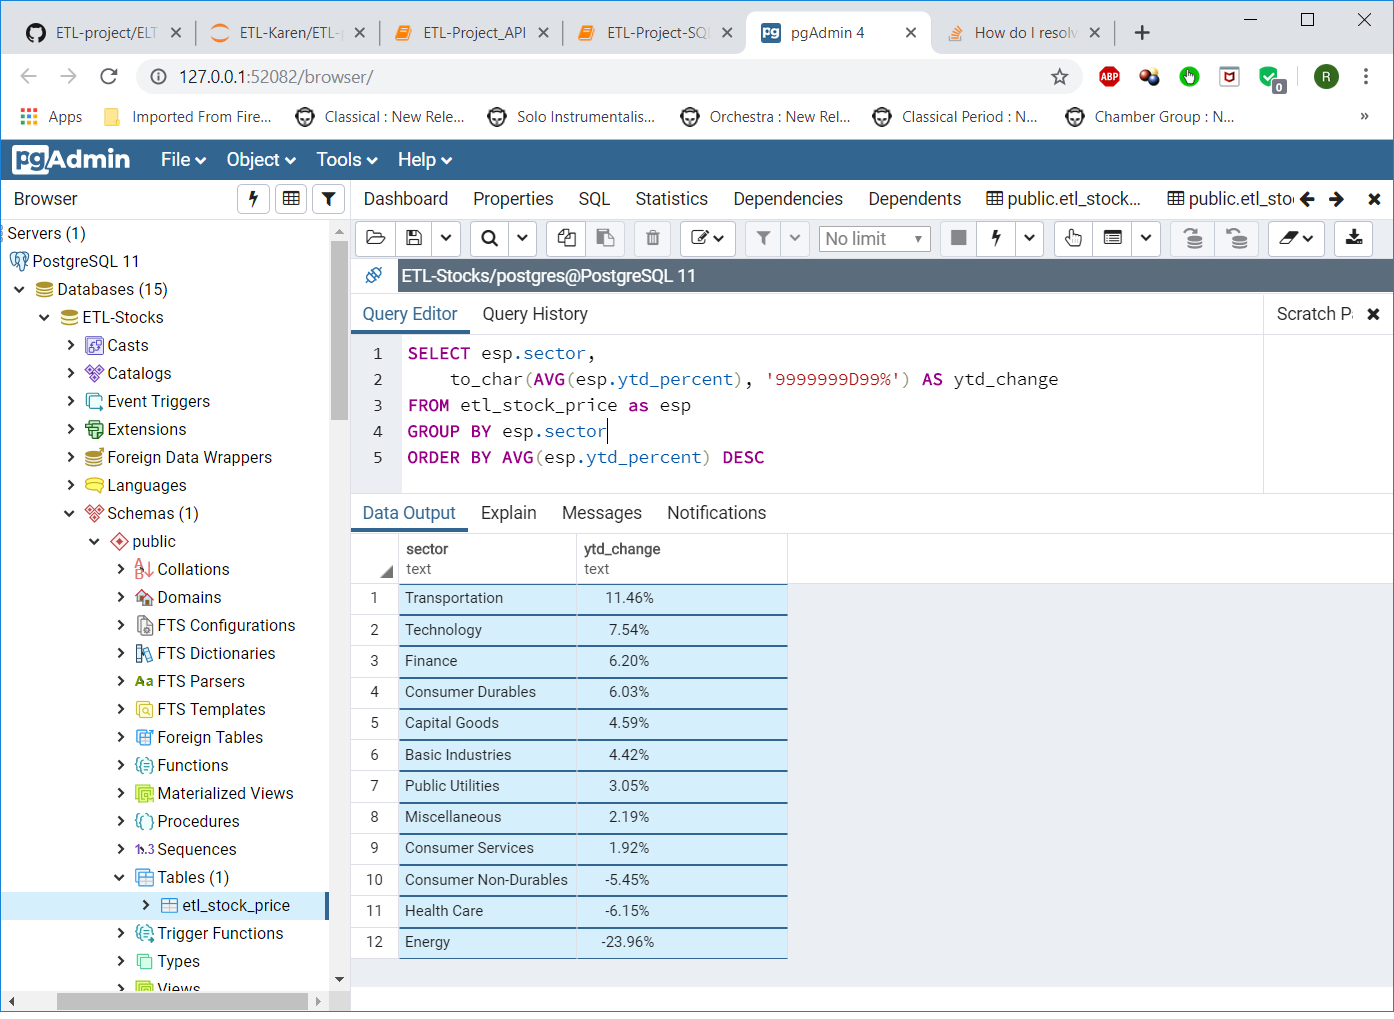 ETL-project/ELT
ETL-Karen/ETL-
ETL-Project_API
ETL-Project-SQL
pgAdmin 4
How do I resolv
127.0.0.1:52082/browser/
ABP
0
R
Apps
Imported From Fire...
Classical : New Rele...
Solo Instrumentalis...
Orchestra : New Rel...
Classical Period : N...
Chamber Group : N...
»
pgAdmin
File
Object
Tools
Help
Browser
Dashboard
Properties
SQL
Statistics
Dependencies
Dependents
public.etl_stock...
public.etl_sto
Servers (1)
PostgreSQL 11
Databases (15)
ETL-Stocks
Casts
Catalogs
Event Triggers
Extensions
Foreign Data Wrappers
Languages
Schemas (1)
public
Collations
Domains
FTS Configurations
FTS Dictionaries
Aa FTS Parsers
FTS Templates
Foreign Tables
Functions
Materialized Views
Procedures
1..3 Sequences
Tables (1)
etl_stock_price
Trigger Functions
Types
Views
No limit
ETL-Stocks/postgres@PostgreSQL 11
Query Editor
Query History
Scratch P
1 SELECT esp.sector,
2 to_char(AVG(esp.ytd_percent), '9999999D99%') AS ytd_change
3 FROM etl_stock_price as esp
4 GROUP BY esp.sector
5 ORDER BY AVG(esp.ytd_percent) DESC
Data Output
Explain
Messages
Notifications
sector ytd_change
text text
1 Transportation 11.46%
2 Technology 7.54%
3 Finance 6.20%
4 Consumer Durables 6.03%
5 Capital Goods 4.59%
6 Basic Industries 4.42%
7 Public Utilities 3.05%
8 Miscellaneous 2.19%
9 Consumer Services 1.92%
10 Consumer Non-Durables -5.45%
11 Health Care -6.15%
12 Energy -23.96%